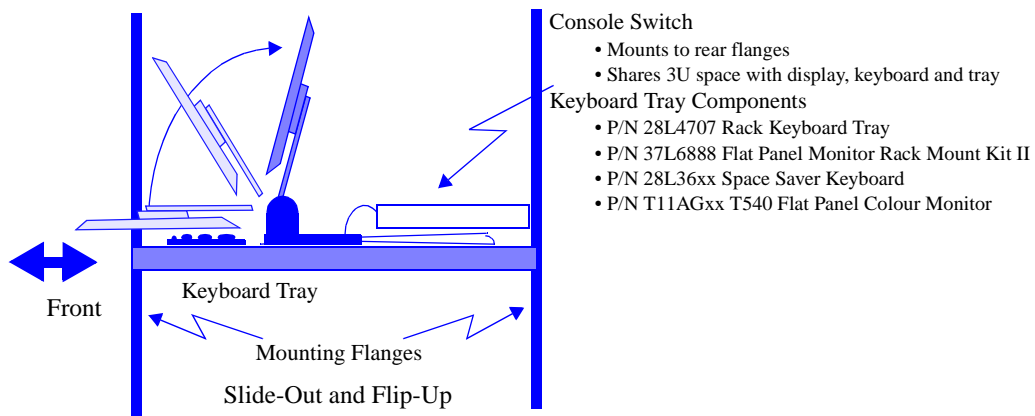 Console Switch
• Mounts to rear flanges
• Shares 3U space with display, keyboard and tray
Keyboard Tray Components
• P/N 28L4707 Rack Keyboard Tray
• P/N 37L6888 Flat Panel Monitor Rack Mount Kit II
• P/N 28L36xx Space Saver Keyboard
• P/N T11AGxx T540 Flat Panel Colour Monitor
Keyboard Tray
Front
Mounting Flanges
Slide-Out and Flip-Up